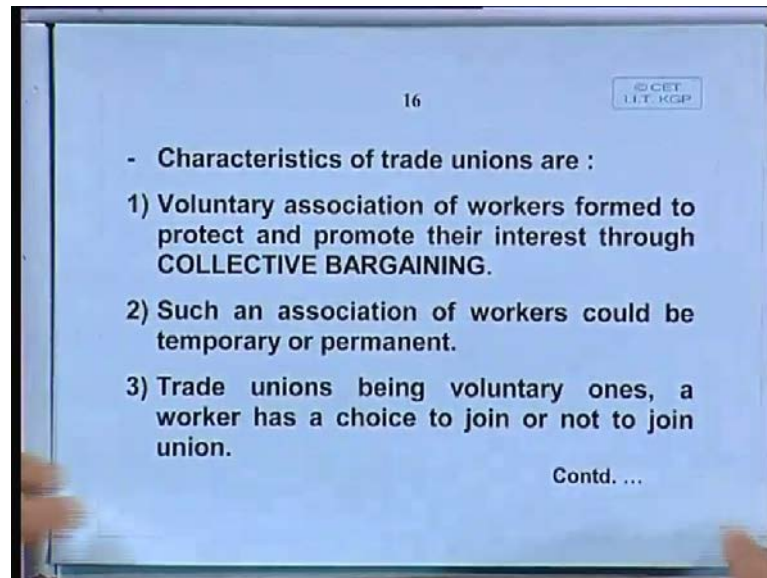 16
© CET
I.I.T. KGP
- Characteristics of trade unions are :
1) Voluntary association of workers formed to
protect and promote their interest through
COLLECTIVE BARGAINING.
2) Such an association of workers could be
temporary or permanent.
3) Trade unions being voluntary ones, a
worker has a choice to join or not to join
union.
Contd. ...